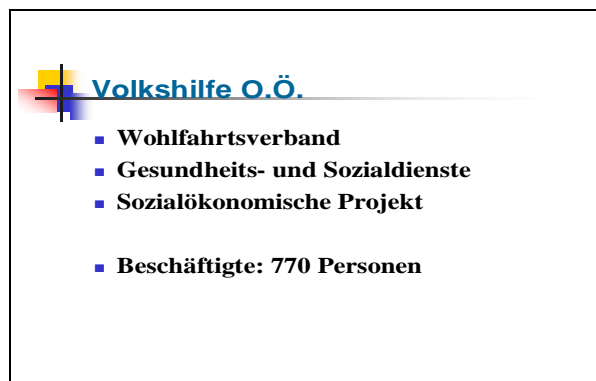 Volkshilfe O.Ö.
Wohlfahrtsverband
Gesundheits- und Sozialdienste
Sozialökonomische Projekt
Beschäftigte: 770 Personen